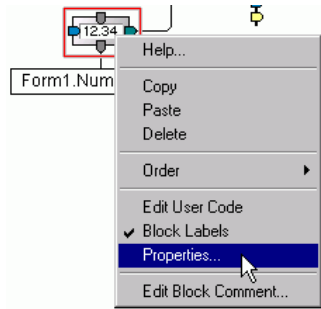 12.34
Form1.Num
Help...
Copy
Paste
Delete
Order
Edit User Code
Block Labels
Properties...
Edit Block Comment...